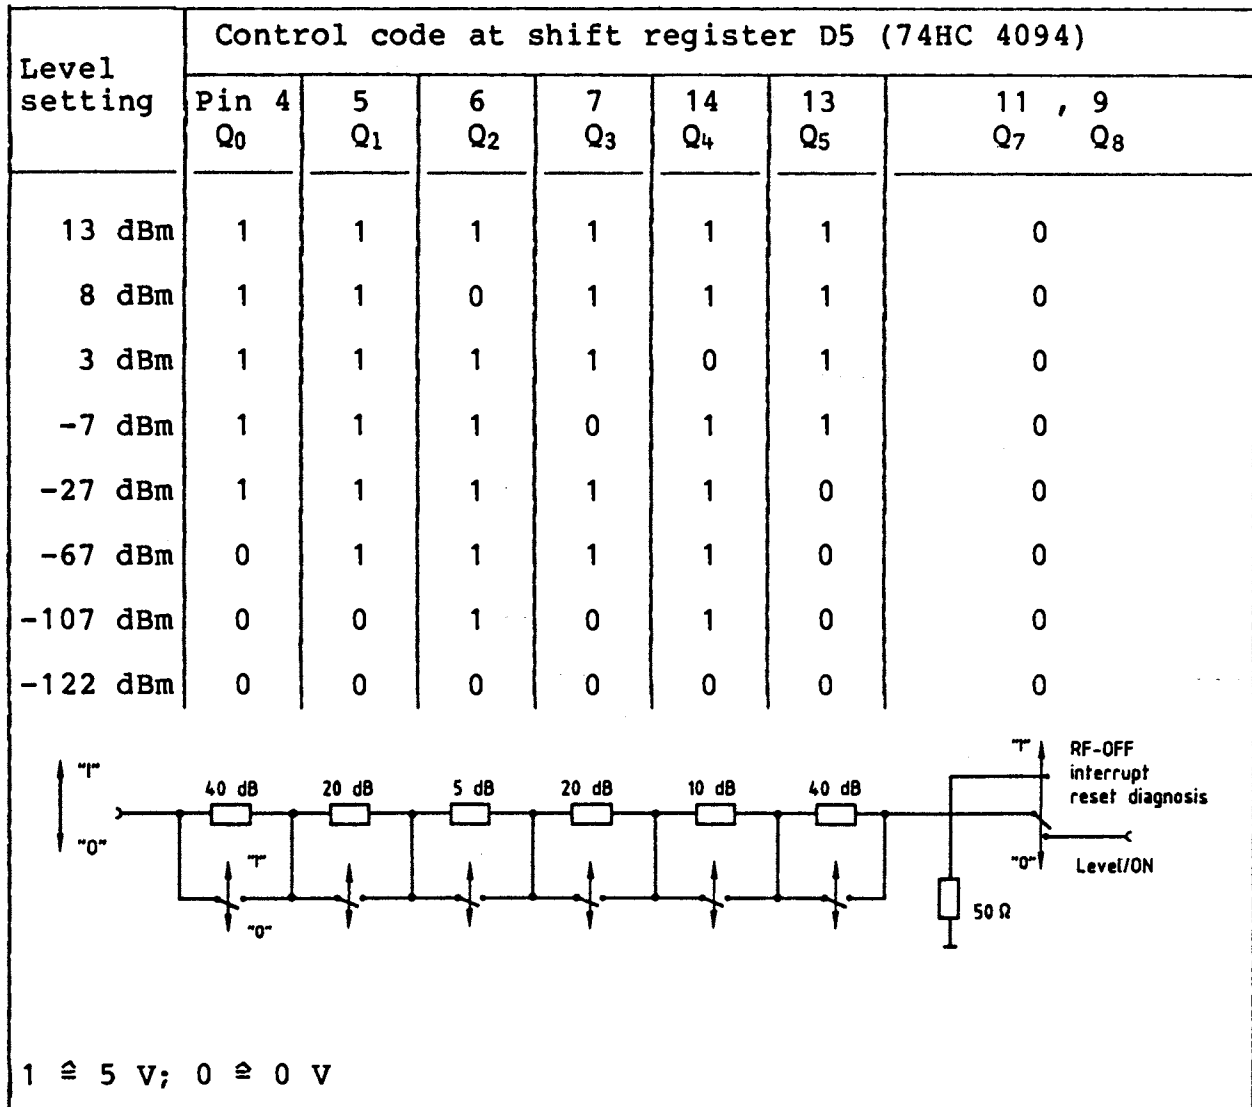 Control code at shift register D5 (74HC 4094)
Level
setting
Pin 4 5 6 7 14 13 11 , 9
Q0 Q1 Q2 Q3 Q4 Q5 Q7 Q8
13 dBm 1 1 1 1 1 1 0
8 dBm 1 1 0 1 1 1 0
3 dBm 1 1 1 1 0 1 0
-7 dBm 1 1 1 0 1 1 0
-27 dBm 1 1 1 1 1 0 0
-67 dBm 0 1 1 1 1 0 0
-107 dBm 0 0 1 0 1 0 0
-122 dBm 0 0 0 0 0 0 0
"1"
"0"
40 dB 20 dB 5 dB 20 dB 10 dB 40 dB
"1"
"0"
"1"
RF-OFF
interrupt
reset diagnosis
"0"
Level/ON
50 Ω
1 ≙ 5 V; 0 ≙ 0 V